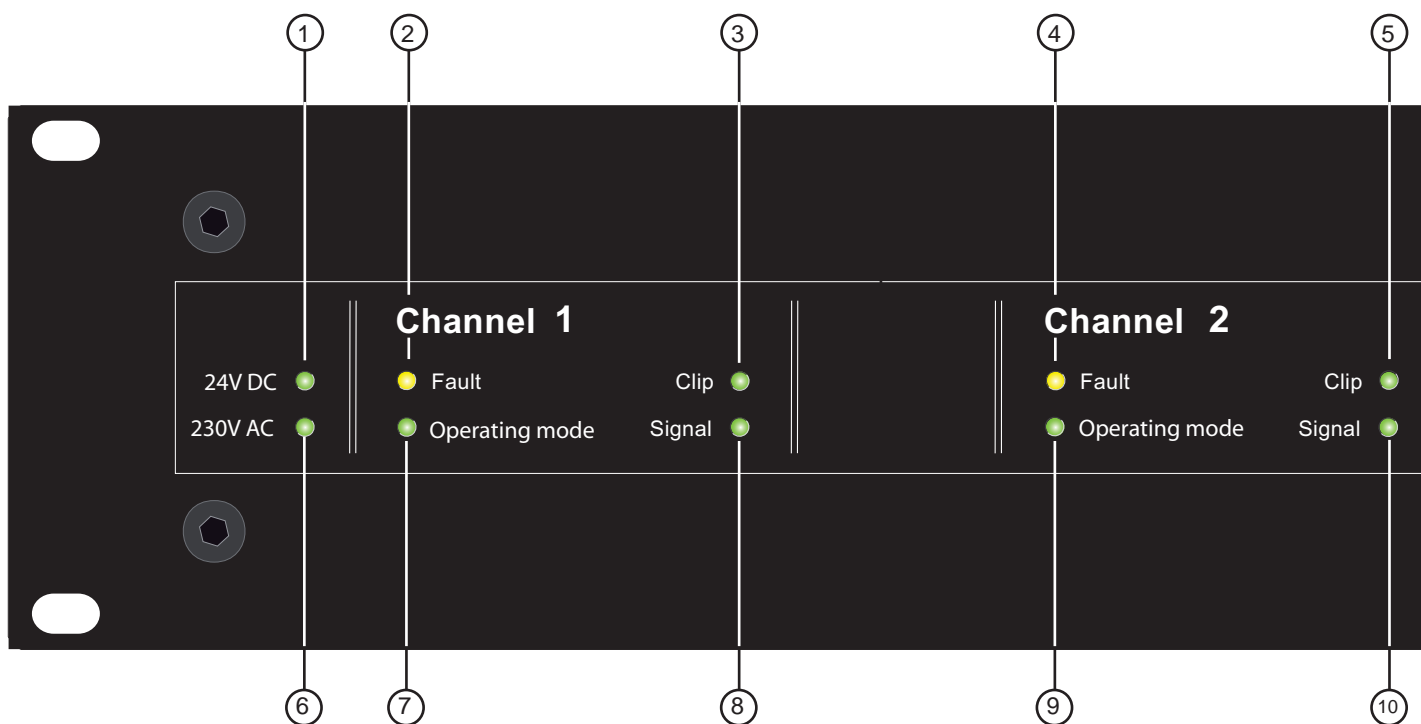 1 2 3 4 5
Channel 1 Channel 2
24V DC Fault Clip Fault Clip
230V AC Operating mode Signal Operating mode Signal
6 7 8 9 10